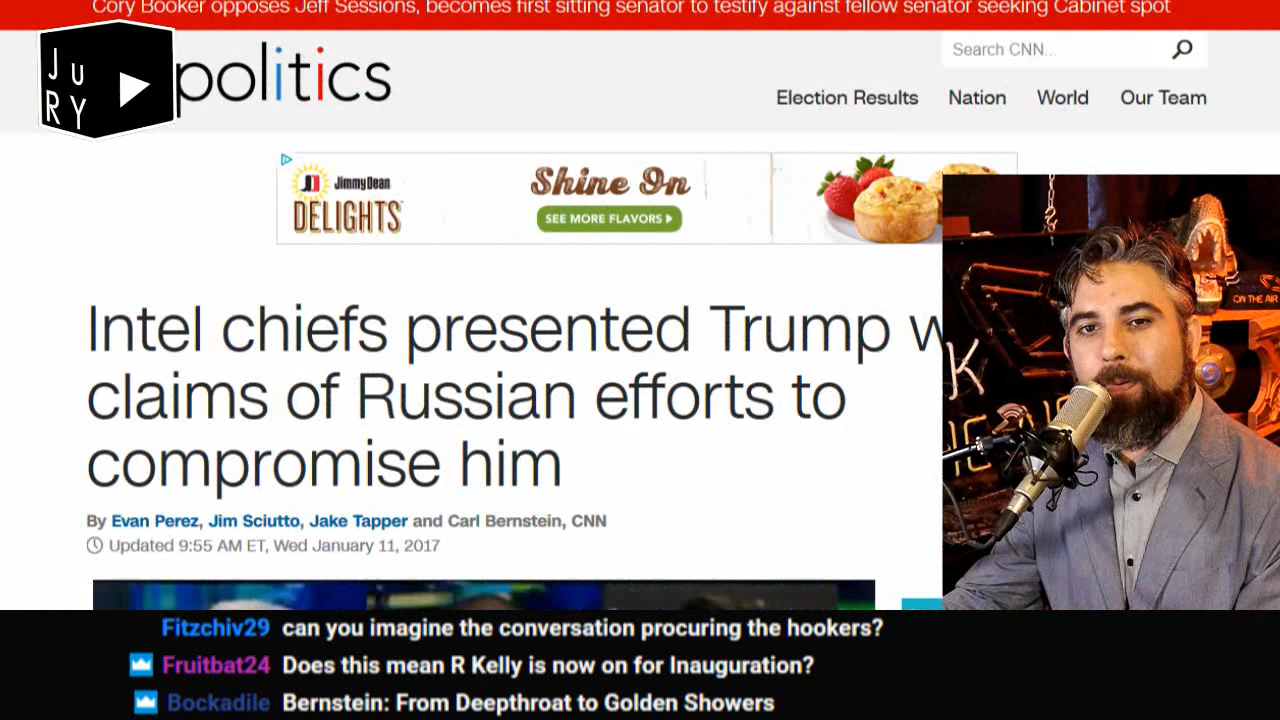 Cory Booker opposes Jeff Sessions, becomes first sitting senator to testify against fellow senator seeking Cabinet spot
JURY
politics
Search CNN...
Election Results Nation World Our Team
Jimmy Dean
DELIGHTS
Shine On
SEE MORE FLAVORS
ON THE AIR
Intel chiefs presented Trump w
claims of Russian efforts to
compromise him
By Evan Perez, Jim Sciutto, Jake Tapper and Carl Bernstein, CNN
Updated 9:55 AM ET, Wed January 11, 2017
Fitzchiv29 can you imagine the conversation procuring the hookers?
Fruitbat24 Does this mean R Kelly is now on for Inauguration?
Bockadile Bernstein: From Deepthroat to Golden Showers